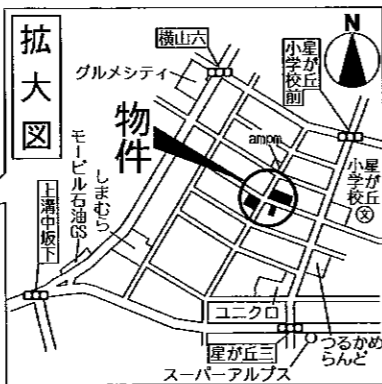 拡大図
横山六
グルメシティ
星が丘小学校前
N
物件
ampm
星が丘小学校
文
しまむら
モービル石油GS
上溝中坂下
ユニクロ
星が丘三
つるかめらんど
スーパーアルプス